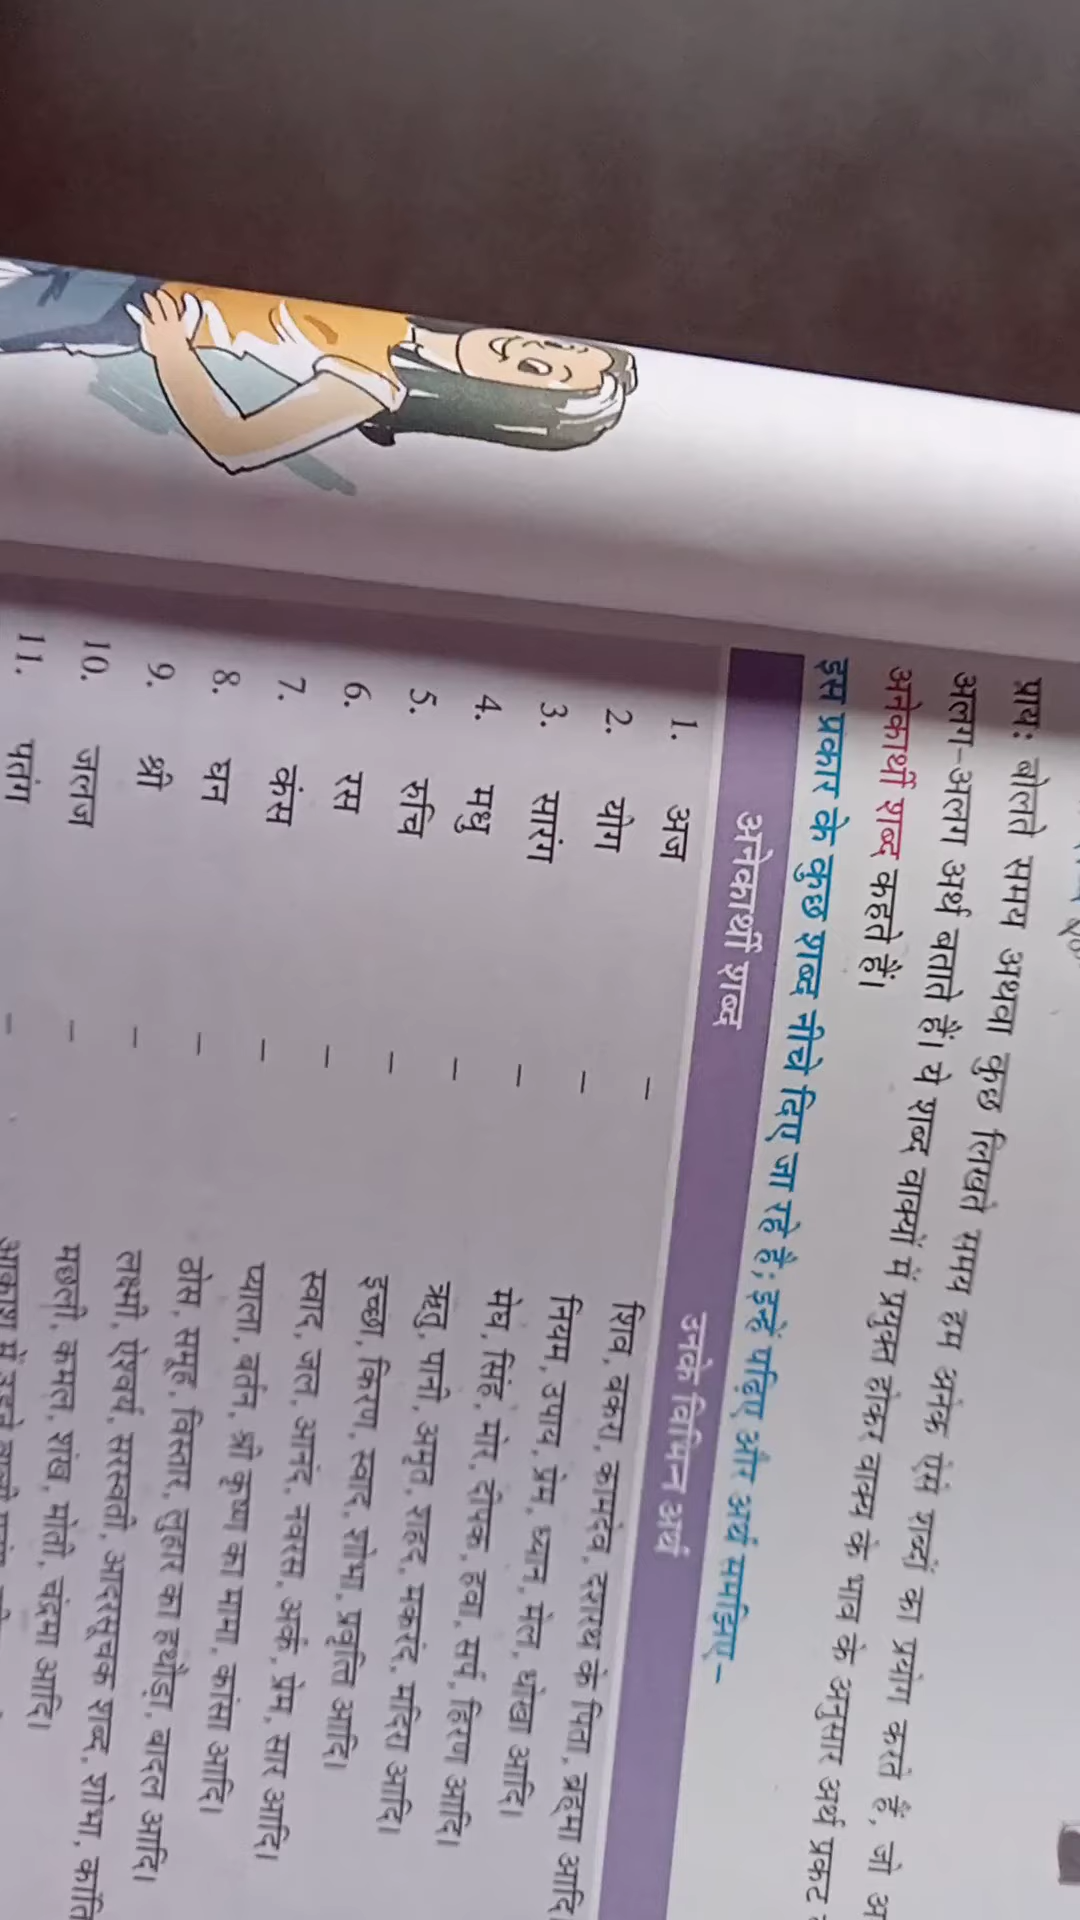 प्रायः बोलते समय अथवा कुछ लिखते समय हम अनेक ऐसे शब्दों का प्रयोग करते हैं, जो
अलग-अलग अर्थ बताते हैं। ये शब्द वाक्यों में प्रयुक्त होकर वाक्य के भाव के अनुसार अर्थ प्रकट
अनेकार्थी शब्द कहते हैं।
इस प्रकार के कुछ शब्द नीचे दिए जा रहे हैं; इन्हें पढ़िए और अर्थ समझिए–
अनेकार्थी शब्द उनके विभिन्न अर्थ
1. अज – शिव, बकरा, कामदेव, दशरथ के पिता, ब्रह्मा आदि।
2. योग – नियम, उपाय, प्रेम, ध्यान, मेल, धोखा आदि।
3. सारंग – मेघ, सिंह, मोर, दीपक, हवा, सर्प, हिरण आदि।
4. मधु – ऋतु, पानी, अमृत, शहद, मकरंद, मदिरा आदि।
5. रुचि – इच्छा, किरण, स्वाद, शोभा, प्रवृत्ति आदि।
6. रस – स्वाद, जल, आनंद, नवरस, अर्क, प्रेम, सार आदि।
7. कंस – प्याला, बर्तन, श्री कृष्ण का मामा, कांसा आदि।
8. घन – ठोस, समूह, विस्तार, लुहार का हथौड़ा, बादल आदि।
9. श्री – लक्ष्मी, ऐश्वर्य, सरस्वती, आदरसूचक शब्द, शोभा, कांति
10. जलज – मछली, कमल, शंख, मोती, चंद्रमा आदि।
11. पतंग – आकाश में उड़ने वाली